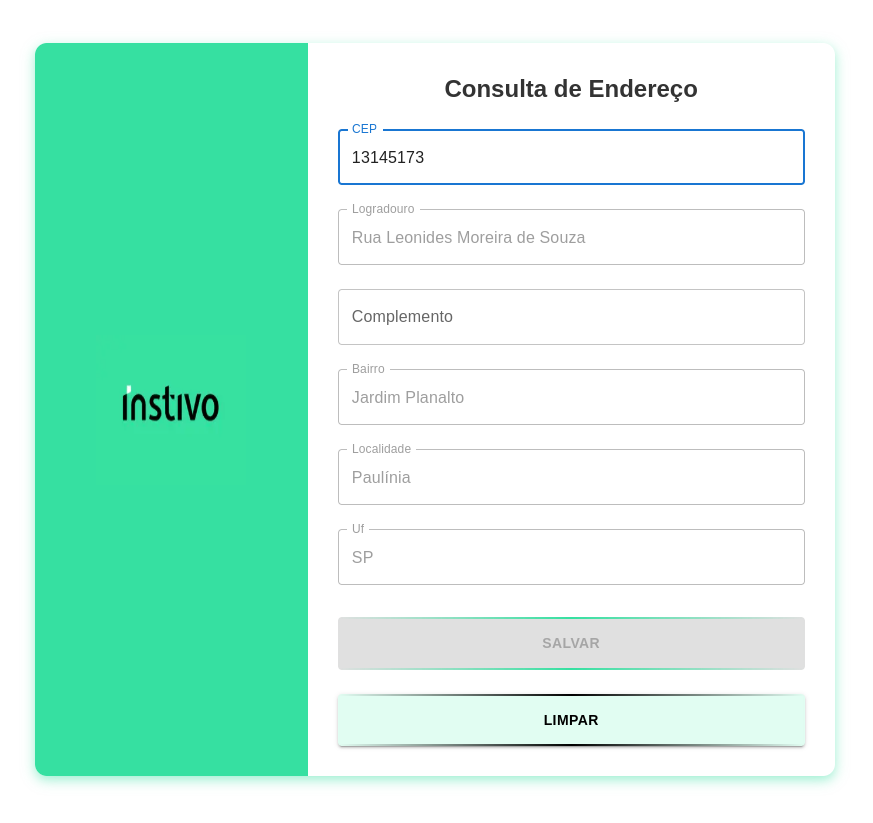 instivo
Consulta de Endereço
CEP
13145173
Logradouro
Rua Leonides Moreira de Souza
Complemento
Bairro
Jardim Planalto
Localidade
Paulínia
Uf
SP
SALVAR
LIMPAR